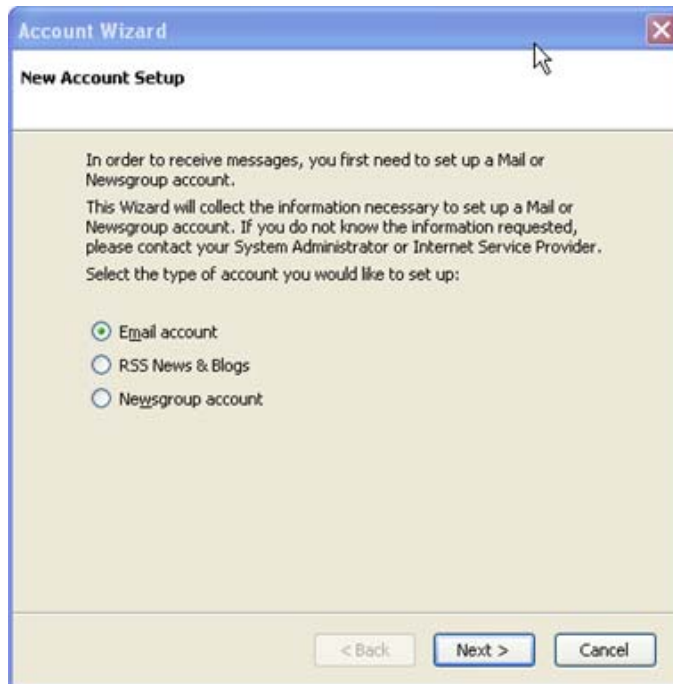 Account Wizard
New Account Setup
In order to receive messages, you first need to set up a Mail or
Newsgroup account.
This Wizard will collect the information necessary to set up a Mail or
Newsgroup account. If you do not know the information requested,
please contact your System Administrator or Internet Service Provider.
Select the type of account you would like to set up:
Email account
RSS News & Blogs
Newsgroup account
< Back Next > Cancel